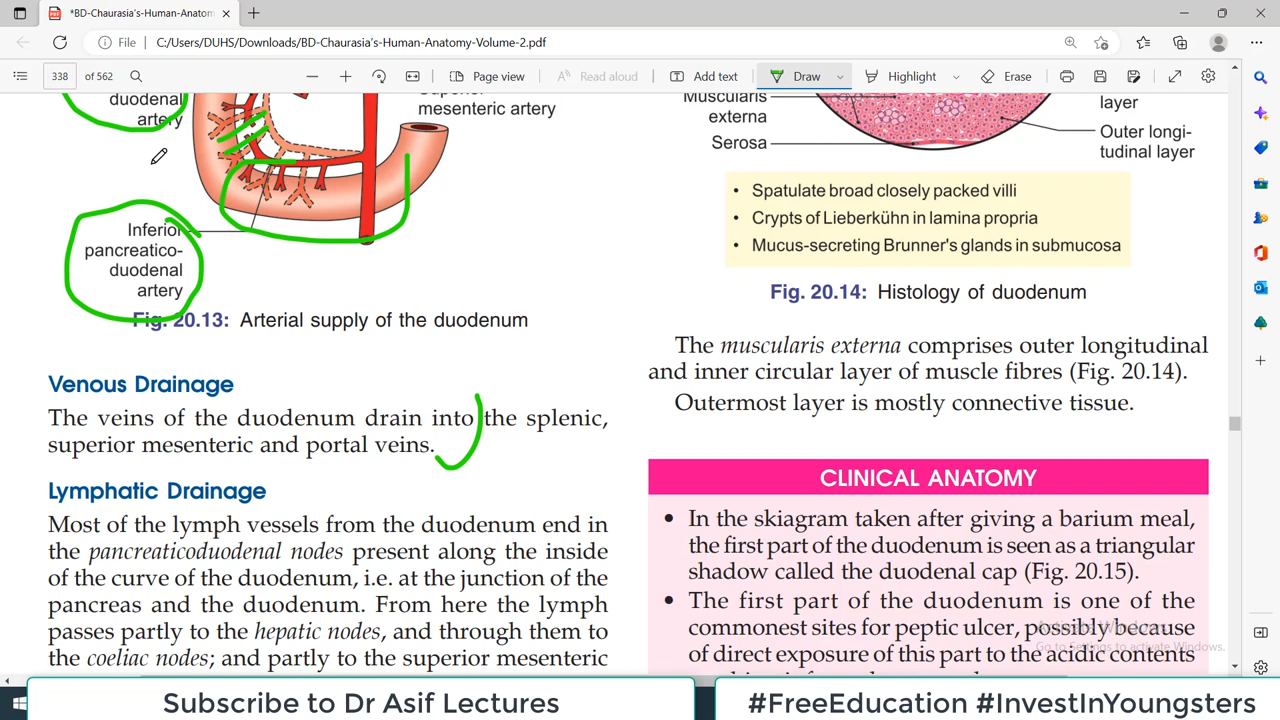 *BD-Chaurasia's-Human-Anatom
File
C:/Users/DUHS/Downloads/BD-Chaurasia's-Human-Anatomy-Volume-2.pdf
338 of 562
Page view
Read aloud
Add text
Draw
Highlight
Erase
duodenal
artery
mesenteric artery
Inferior
pancreatico-
duodenal
artery
Fig. 20.13: Arterial supply of the duodenum
Venous Drainage
The veins of the duodenum drain into the splenic,
superior mesenteric and portal veins.
Lymphatic Drainage
Most of the lymph vessels from the duodenum end in
the pancreaticoduodenal nodes present along the inside
of the curve of the duodenum, i.e. at the junction of the
pancreas and the duodenum. From here the lymph
passes partly to the hepatic nodes, and through them to
the coeliac nodes; and partly to the superior mesenteric
Muscularis
externa
Serosa
layer
Outer longi-
tudinal layer
• Spatulate broad closely packed villi
• Crypts of Lieberkühn in lamina propria
• Mucus-secreting Brunner's glands in submucosa
Fig. 20.14: Histology of duodenum
The muscularis externa comprises outer longitudinal
and inner circular layer of muscle fibres (Fig. 20.14).
Outermost layer is mostly connective tissue.
CLINICAL ANATOMY
• In the skiagram taken after giving a barium meal,
the first part of the duodenum is seen as a triangular
shadow called the duodenal cap (Fig. 20.15).
• The first part of the duodenum is one of the
commonest sites for peptic ulcer, possibly because
of direct exposure of this part to the acidic contents
Activate Windows
Go to Settings to activate Windows.
Subscribe to Dr Asif Lectures
#FreeEducation #InvestInYoungsters